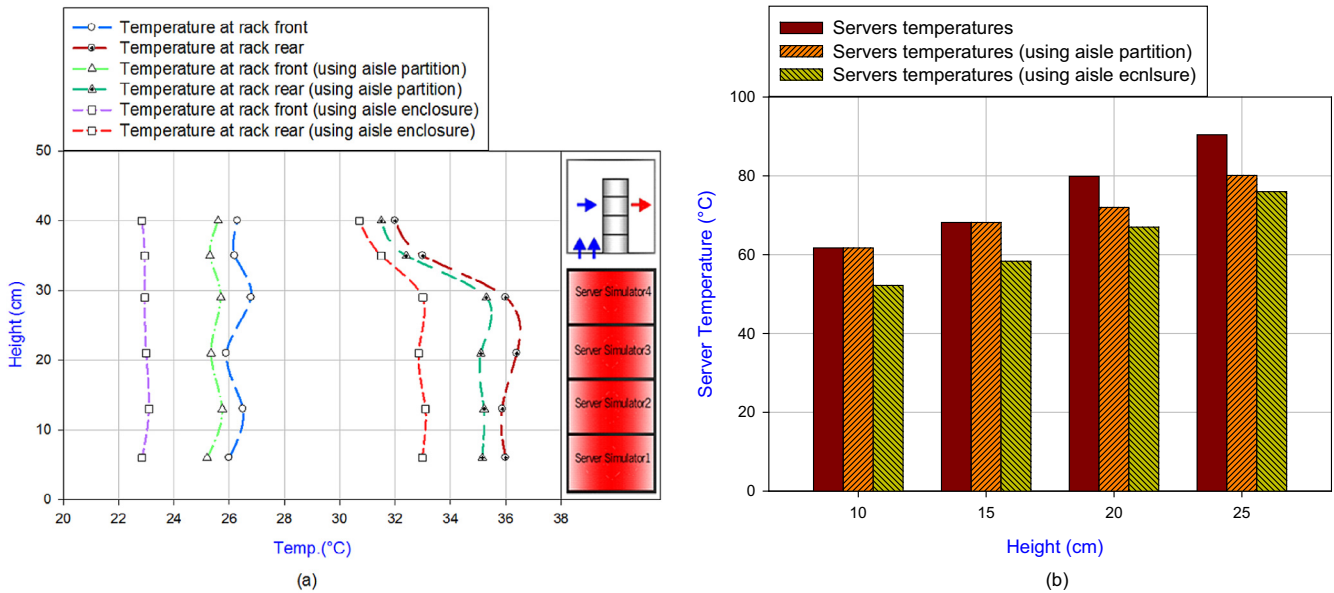 Temperature at rack front
Temperature at rack rear
Temperature at rack front (using aisle partition)
Temperature at rack rear (using aisle partition)
Temperature at rack front (using aisle enclosure)
Temperature at rack rear (using aisle enclosure)
50
40
30
20
10
0
Height (cm)
20
22
24
26
28
30
32
34
36
38
Temp.(°C)
Server Simulator4
Server Simulator3
Server Simulator2
Server Simulator1
(a)
Servers temperatures
Servers temperatures (using aisle partition)
Servers temperatures (using aisle ecnlsure)
100
80
60
40
20
0
Server Temperature (°C)
10
15
20
25
Height (cm)
(b)